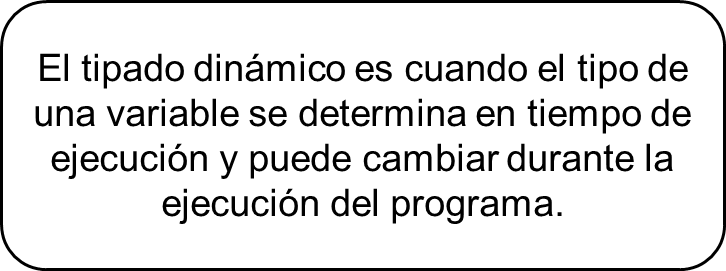 El tipado dinámico es cuando el tipo de
una variable se determina en tiempo de
ejecución y puede cambiar durante la
ejecución del programa.